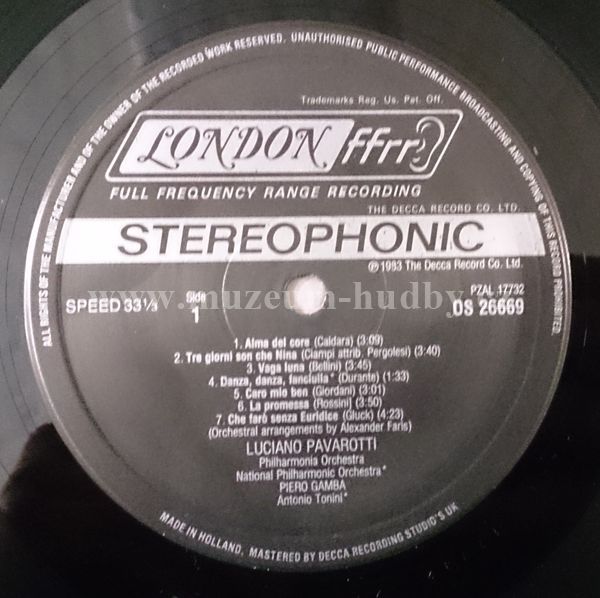 ALL RIGHTS OF THE MANUFACTURER AND OF THE OWNER OF THE RECORDED WORK RESERVED. UNAUTHORISED PUBLIC PERFORMANCE BROADCASTING AND COPYING OF THIS RECORD PROHIBITED.
Trademarks Reg. Us. Pat. Off.
LONDON ffrr
FULL FREQUENCY RANGE RECORDING
THE DECCA RECORD CO. LTD.
STEREOPHONIC
℗ 1983 The Decca Record Co. Ltd.
SPEED 33⅓ Side 1
PZAL 17732
OS 26669
www.muzeum-hudby.
1. Alma del core (Caldara) (3:09)
2. Tre giorni son che Nina (Ciampi attrib. Pergolesi) (3:40)
3. Vaga luna (Bellini) (3:45)
4. Danza, danza, fanciulla* (Durante) (1:33)
5. Caro mio ben (Giordani) (3:01)
6. La promessa (Rossini) (3:50)
7. Che farò senza Euridice (Gluck) (4:23)
(Orchestral arrangements by Alexander Faris)
LUCIANO PAVAROTTI
Philharmonia Orchestra
National Philharmonic Orchestra*
PIERO GAMBA
Antonio Tonini*
MADE IN HOLLAND. MASTERED BY DECCA RECORDING STUDIO'S UK